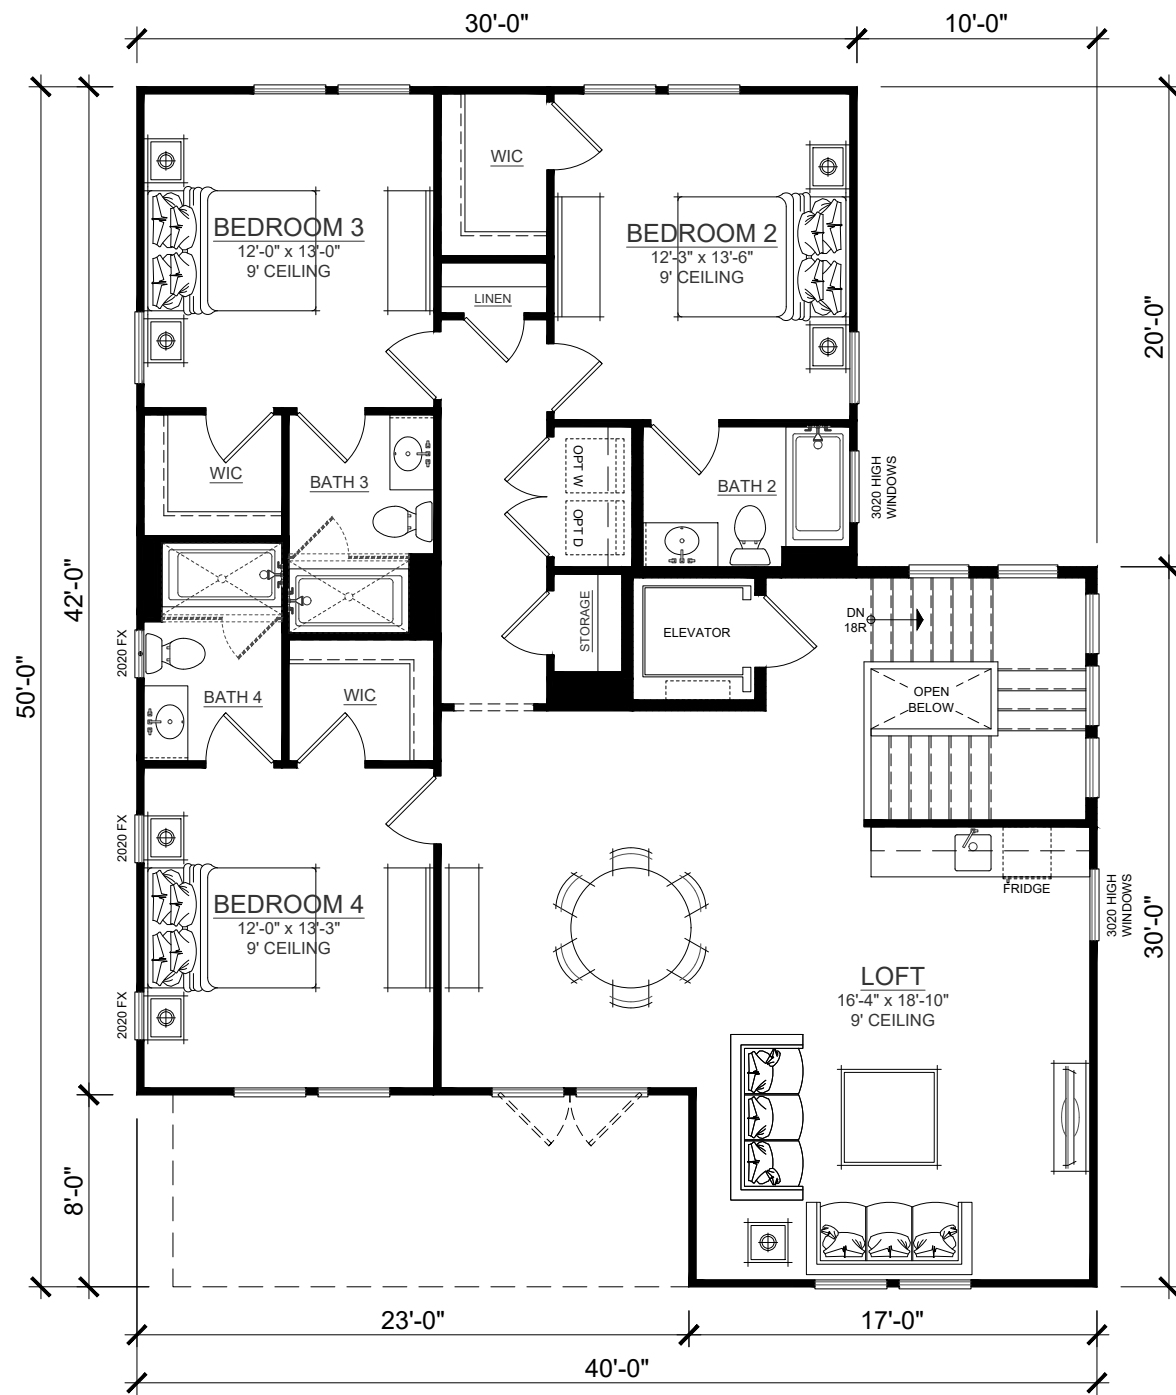 30'-0"
10'-0"
50'-0"
42'-0"
8'-0"
20'-0"
30'-0"
WIC
BEDROOM 3
12'-0" x 13'-0"
9' CEILING
BEDROOM 2
12'-3" x 13'-6"
9' CEILING
LINEN
WIC
BATH 3
OPT W
OPT D
BATH 2
3020 HIGH
WINDOWS
STORAGE
ELEVATOR
DN
18R
OPEN
BELOW
2020 FX
BATH 4
WIC
2020 FX
BEDROOM 4
12'-0" x 13'-3"
9' CEILING
2020 FX
FRIDGE
3020 HIGH
WINDOWS
LOFT
16'-4" x 18'-10"
9' CEILING
23'-0"
17'-0"
40'-0"